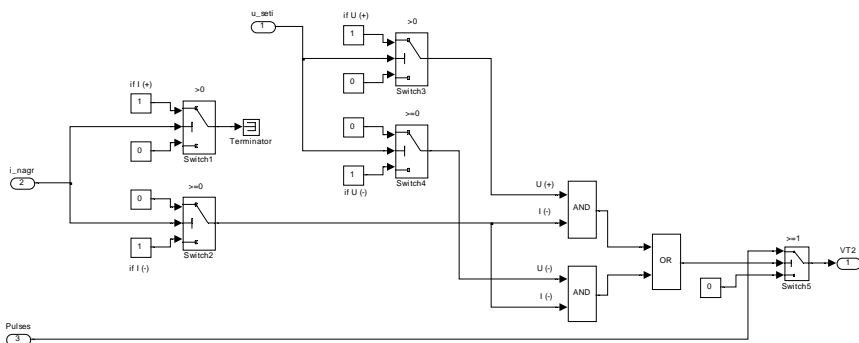 u_seti
1
if U (+)
1
>0
0
Switch3
if I (+)
1
>0
0
Switch1
Terminator
0
>=0
1
if U (-)
Switch4
i_nagr
2
0
>=0
1
if I (-)
Switch2
U (+)
I (-)
AND
U (-)
I (-)
AND
OR
>=1
0
Switch5
VT2
1
Pulses
3